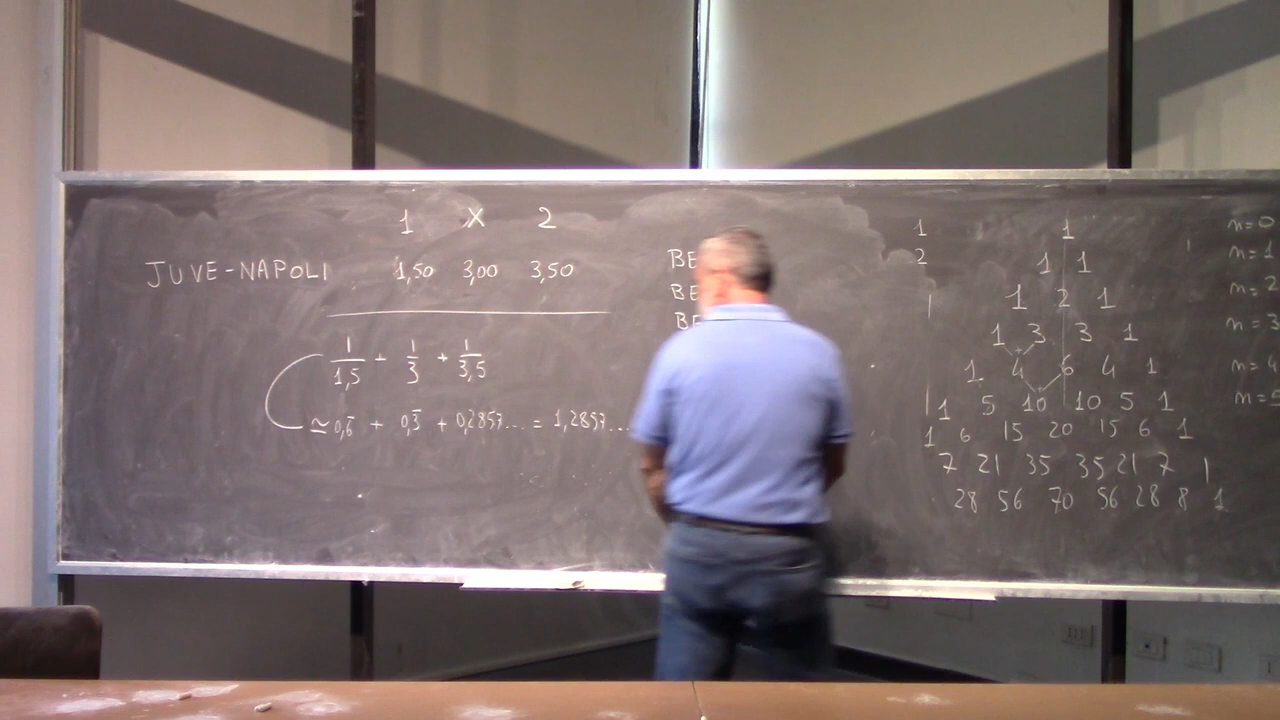 1 X 2
JUVE-NAPOLI 1,50 3,00 3,50
1/1,5 + 1/3 + 1/3,5
≃ 0,6̄ + 0,3̄ + 0,2857... = 1,2857...
BE
BE
BE
1
2
1
1 1
1 2 1
1 3 3 1
1 4 6 4 1
1 5 10 10 5 1
1 6 15 20 15 6 1
7 21 35 35 21 7 1
28 56 70 56 28 8 1
n=0
n=1
n=2
n=3
n=4
n=5